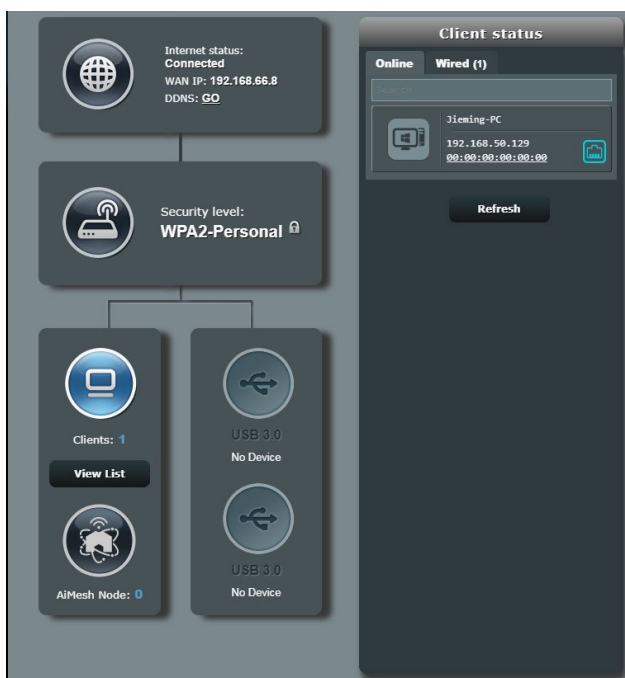 Internet status:
Connected
WAN IP: 192.168.66.8
DDNS: GO
Security level:
WPA2-Personal
Clients: 1
View List
AiMesh Node: 0
USB 3.0
No Device
USB 3.0
No Device
Client status
Online Wired (1)
Search
Jieming-PC
192.168.50.129
00:00:00:00:00:00
Refresh